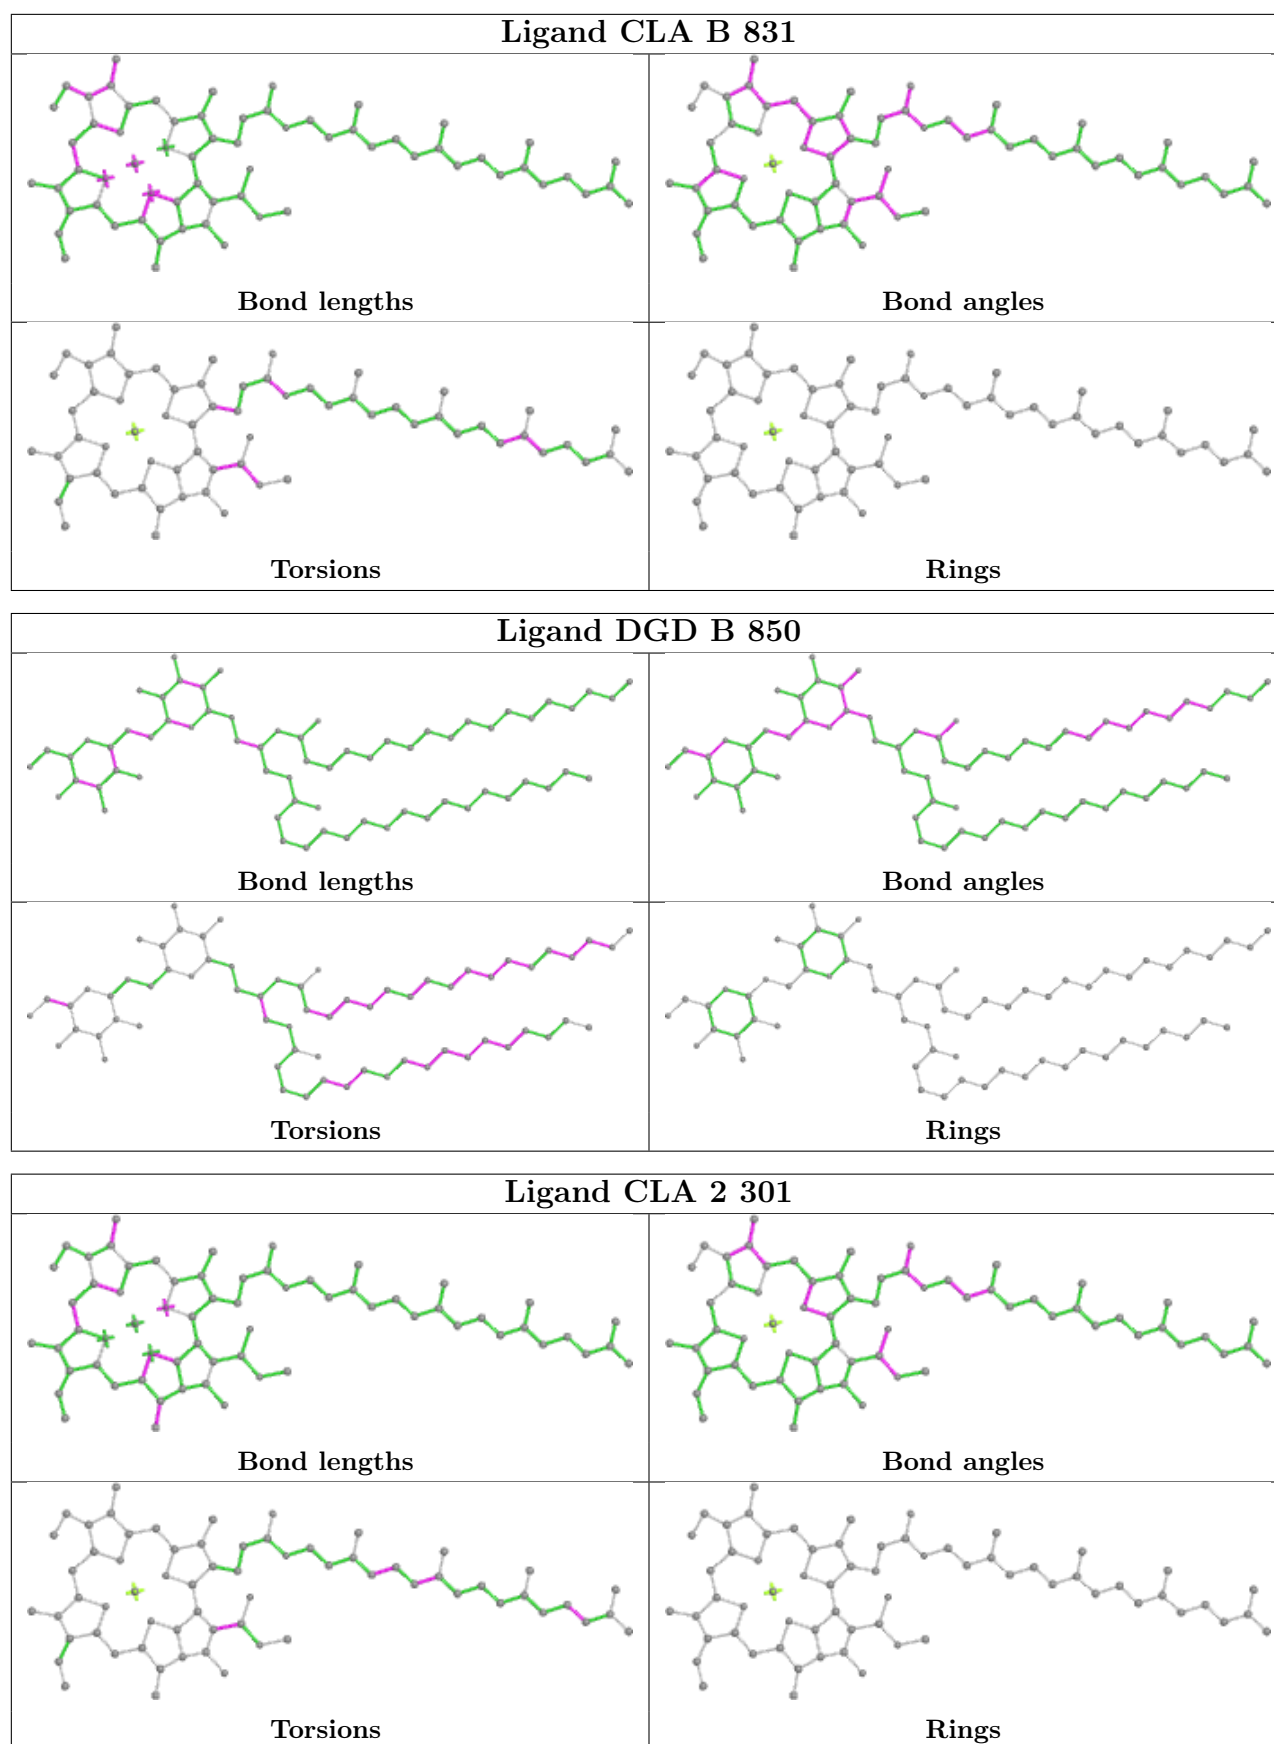 Ligand CLA B 831
Bond lengths
Bond angles
Torsions
Rings
Ligand DGD B 850
Bond lengths
Bond angles
Torsions
Rings
Ligand CLA 2 301
Bond lengths
Bond angles
Torsions
Rings